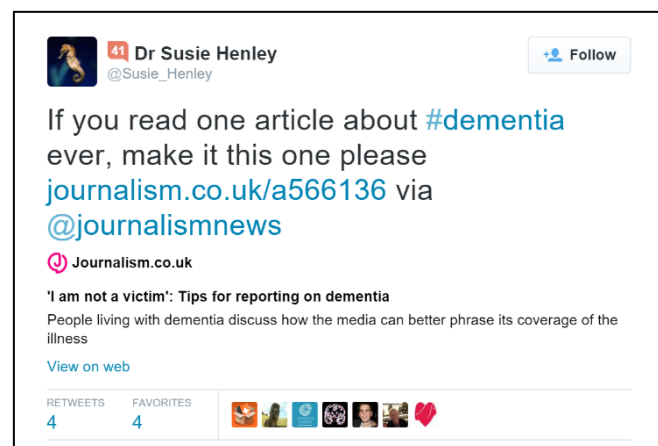 41 Dr Susie Henley
@Susie_Henley
Follow
If you read one article about #dementia
ever, make it this one please
journalism.co.uk/a566136 via
@journalismnews
J Journalism.co.uk
'I am not a victim': Tips for reporting on dementia
People living with dementia discuss how the media can better phrase its coverage of the
illness
View on web
RETWEETS FAVORITES
4 4